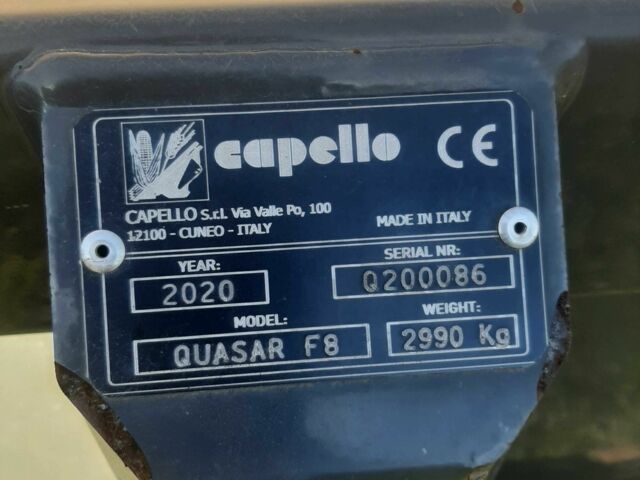 capello CE
CAPELLO S.r.l. Via Valle Po, 100
12100 - CUNEO - ITALY
MADE IN ITALY
YEAR:
2020
SERIAL NR:
Q200086
MODEL:
QUASAR F8
WEIGHT:
2990 Kg